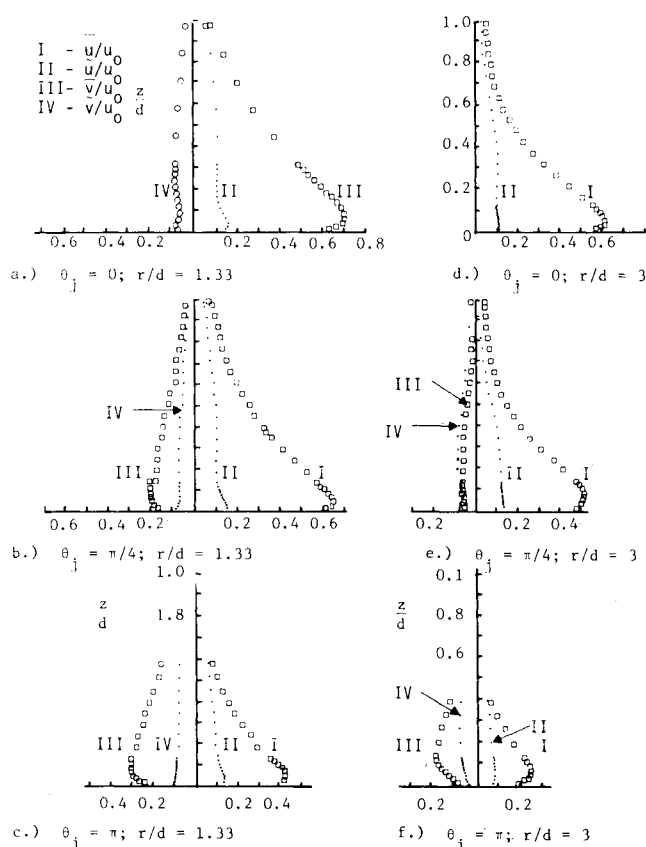 I - u̅/u₀
II - ũ/u₀
III- v̅/u₀
IV - ṽ/u₀
z/d
IV
II
III
0.6 0.4 0.2 0.4 0.6 0.8
a.) θj = 0; r/d = 1.33
1.0
0.8
0.6
0.4
0.2
0
II
I
0.2 0.4 0.6
d.) θj = 0; r/d = 3
IV
III
II
I
0.6 0.4 0.2 0 0.2 0.4 0.6
b.) θj = π/4; r/d = 1.33
III
IV
II
I
0.2 0 0.2 0.4
e.) θj = π/4; r/d = 3
1.0
z
d
1.8
III
IV
II
I
0.4 0.2 0.2 0.4
c.) θj = π; r/d = 1.33
0.1
z/d
0.8
0.6
IV
II
III
I
0.2 0.2
f.) θj = π; r/d = 3